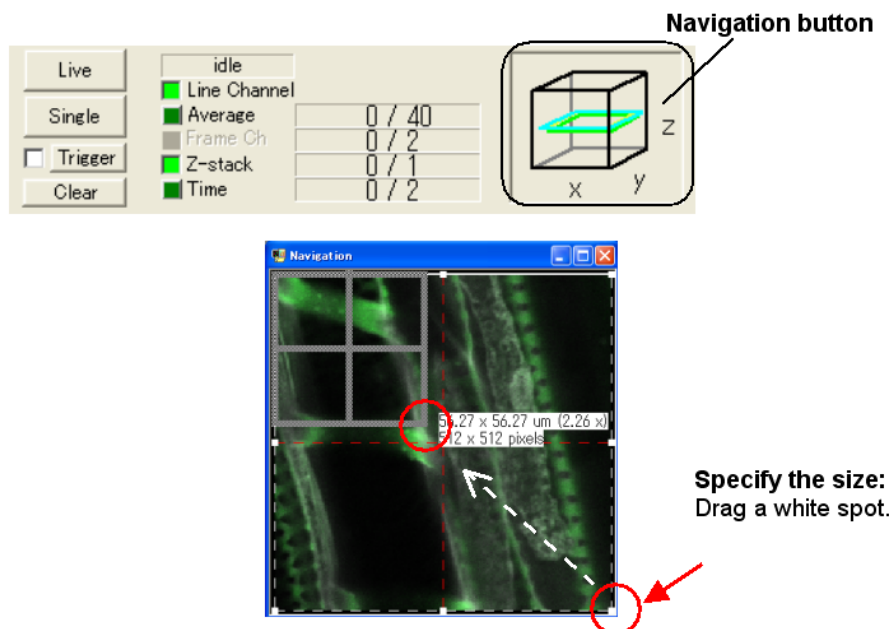 Navigation button
Live
idle
Line Channel
Single
Average
0 / 40
Frame Ch
0 / 2
Trigger
Z-stack
0 / 1
Clear
Time
0 / 2
z
x
y
Navigation
56.27 x 56.27 um (2.26 x)
512 x 512 pixels
Specify the size:
Drag a white spot.